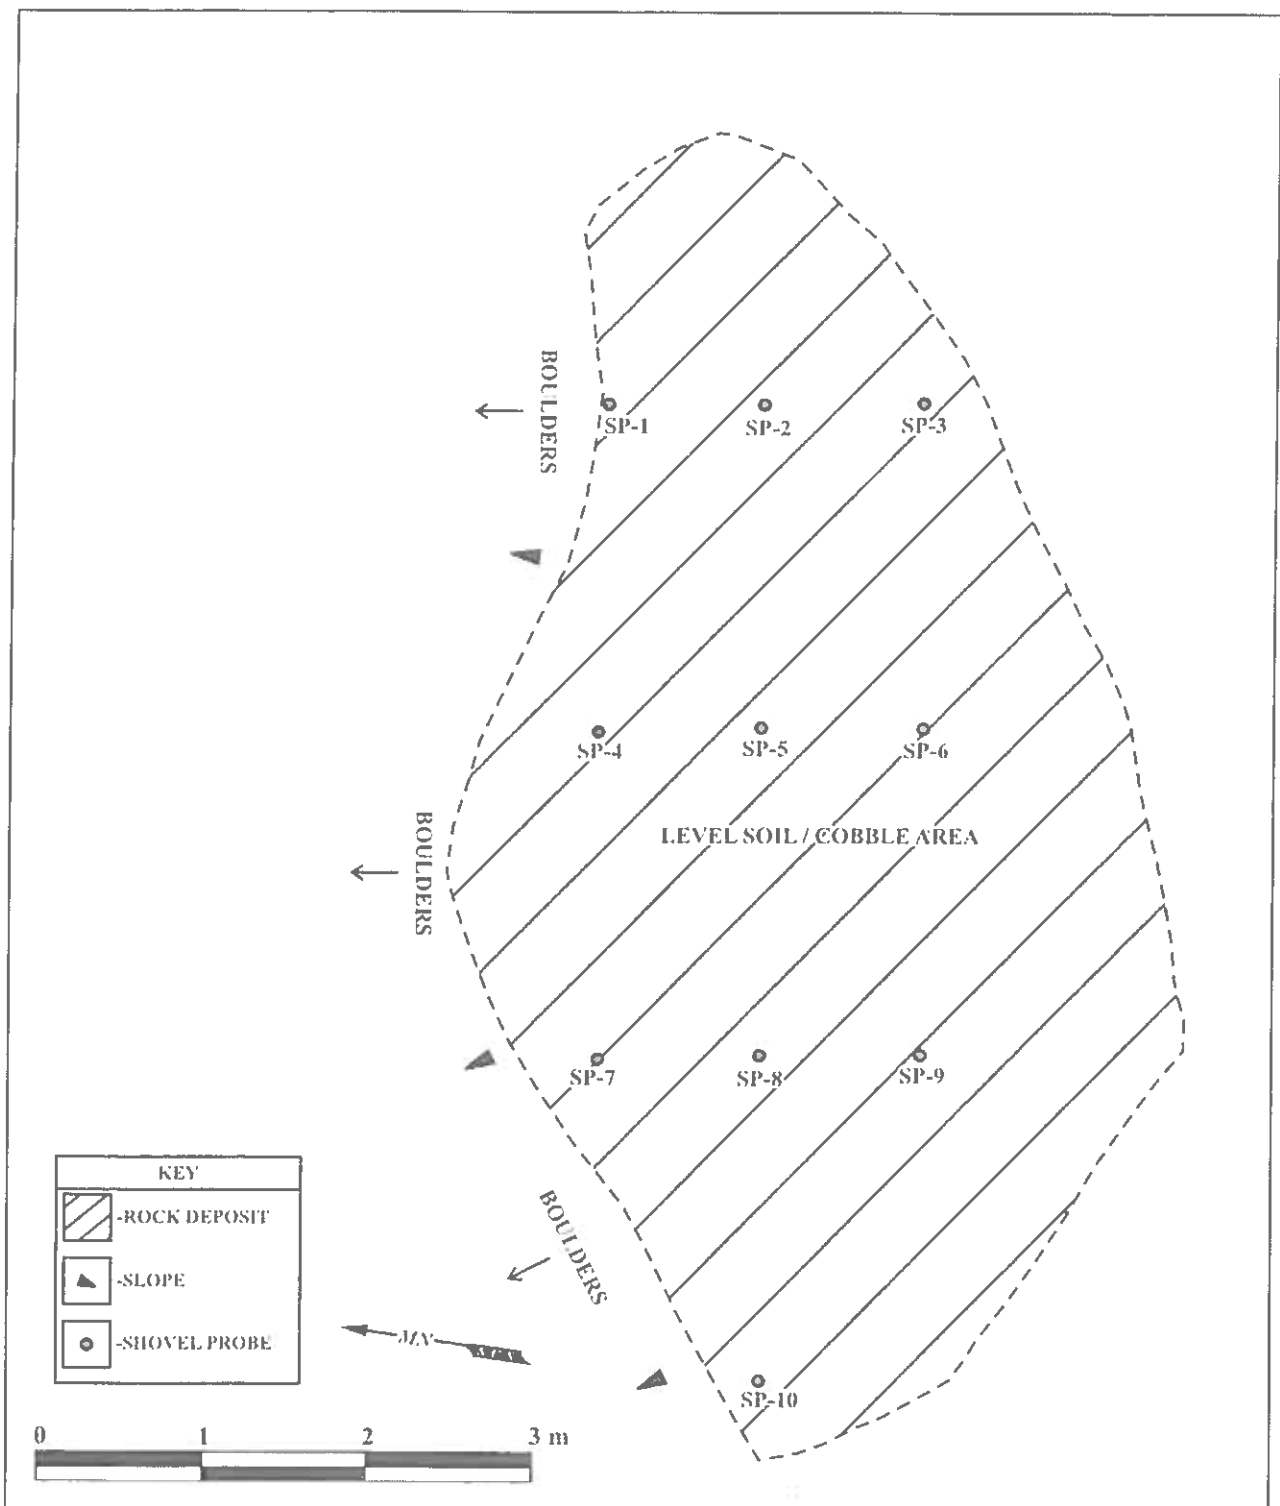 BOULDERS
SP-1
SP-2
SP-3
SP-4
SP-5
SP-6
LEVEL SOIL / COBBLE AREA
BOULDERS
SP-7
SP-8
SP-9
KEY
-ROCK DEPOSIT
-SLOPE
-SHOVEL PROBE
BOULDERS
SP-10
0 1 2 3 m